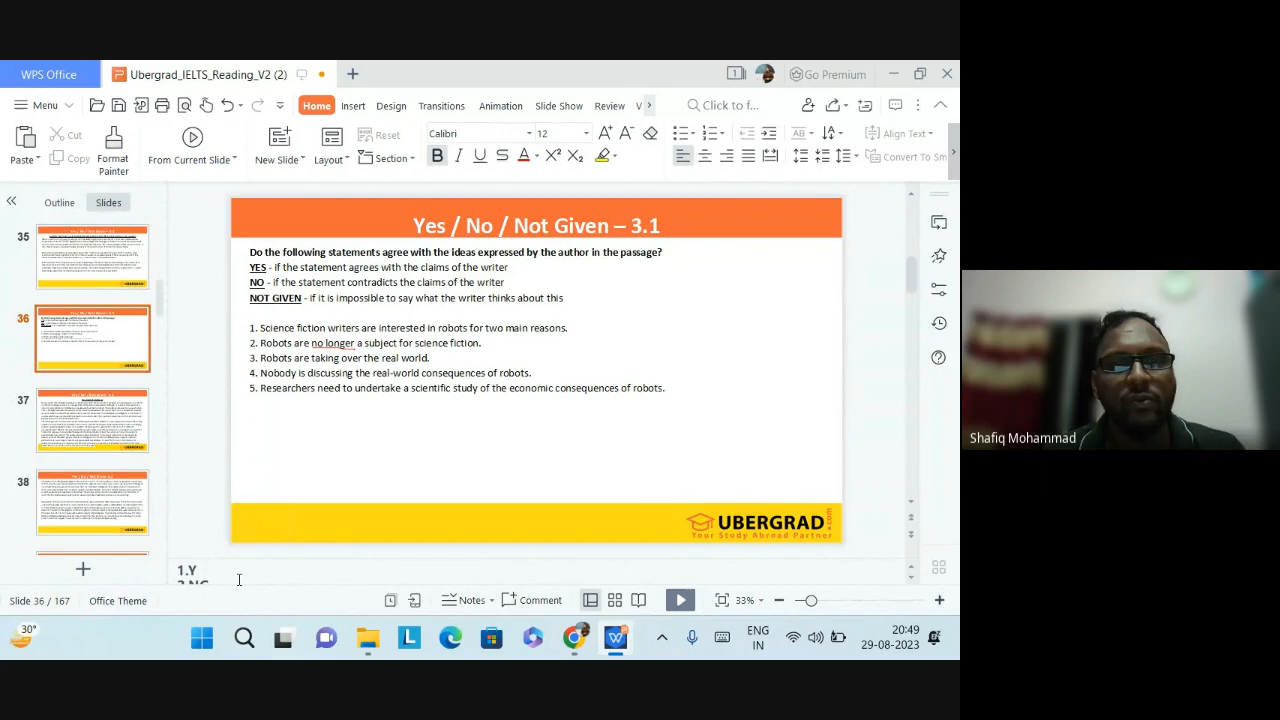 WPS Office
Ubergrad_IELTS_Reading_V2 (2)
Go Premium
Menu
Home Insert Design Transitions Animation Slide Show Review V
Click to f...
Paste
Cut
Copy
Format
Painter
From Current Slide
New Slide
Layout
Reset
Section
Calibri
12
Align Text
Convert To Sm
Outline
Slides
35
36
37
38
Yes / No / Not Given – 3.1
Do the following statements agree with the ideas expressed by the author in the passage?
YES - if the statement agrees with the claims of the writer
NO - if the statement contradicts the claims of the writer
NOT GIVEN - if it is impossible to say what the writer thinks about this
1. Science fiction writers are interested in robots for two main reasons.
2. Robots are no longer a subject for science fiction.
3. Robots are taking over the real world.
4. Nobody is discussing the real-world consequences of robots.
5. Researchers need to undertake a scientific study of the economic consequences of robots.
UBERGRAD.COM
Your Study Abroad Partner
1.Y
2.NG
Slide 36 / 167
Office Theme
Notes
Comment
33%
30°
ENG
IN
20:49
29-08-2023
Shafiq Mohammad